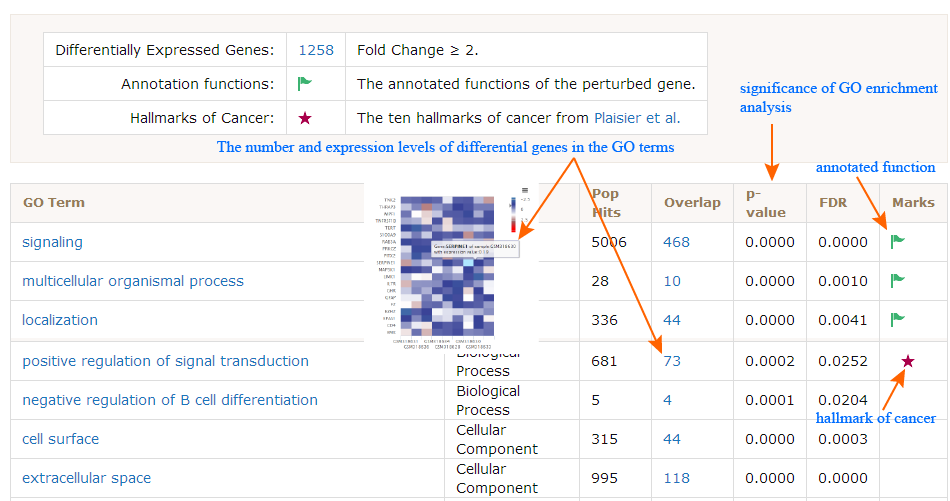 Differentially Expressed Genes: 1258 Fold Change ≥ 2.
Annotation functions: The annotated functions of the perturbed gene.
Hallmarks of Cancer: The ten hallmarks of cancer from Plaisier et al.
significance of GO enrichment
analysis
The number and expression levels of differential genes in the GO terms
annotated function
GO Term Pop Hits Overlap p-value FDR Marks
signaling 5006 468 0.0000 0.0000
multicellular organismal process 28 10 0.0000 0.0010
localization 336 44 0.0000 0.0041
positive regulation of signal transduction Biological Process 681 73 0.0002 0.0252
negative regulation of B cell differentiation Biological Process 5 4 0.0001 0.0204
hallmark of cancer
cell surface Cellular Component 315 44 0.0000 0.0003
extracellular space Cellular Component 995 118 0.0000 0.0000